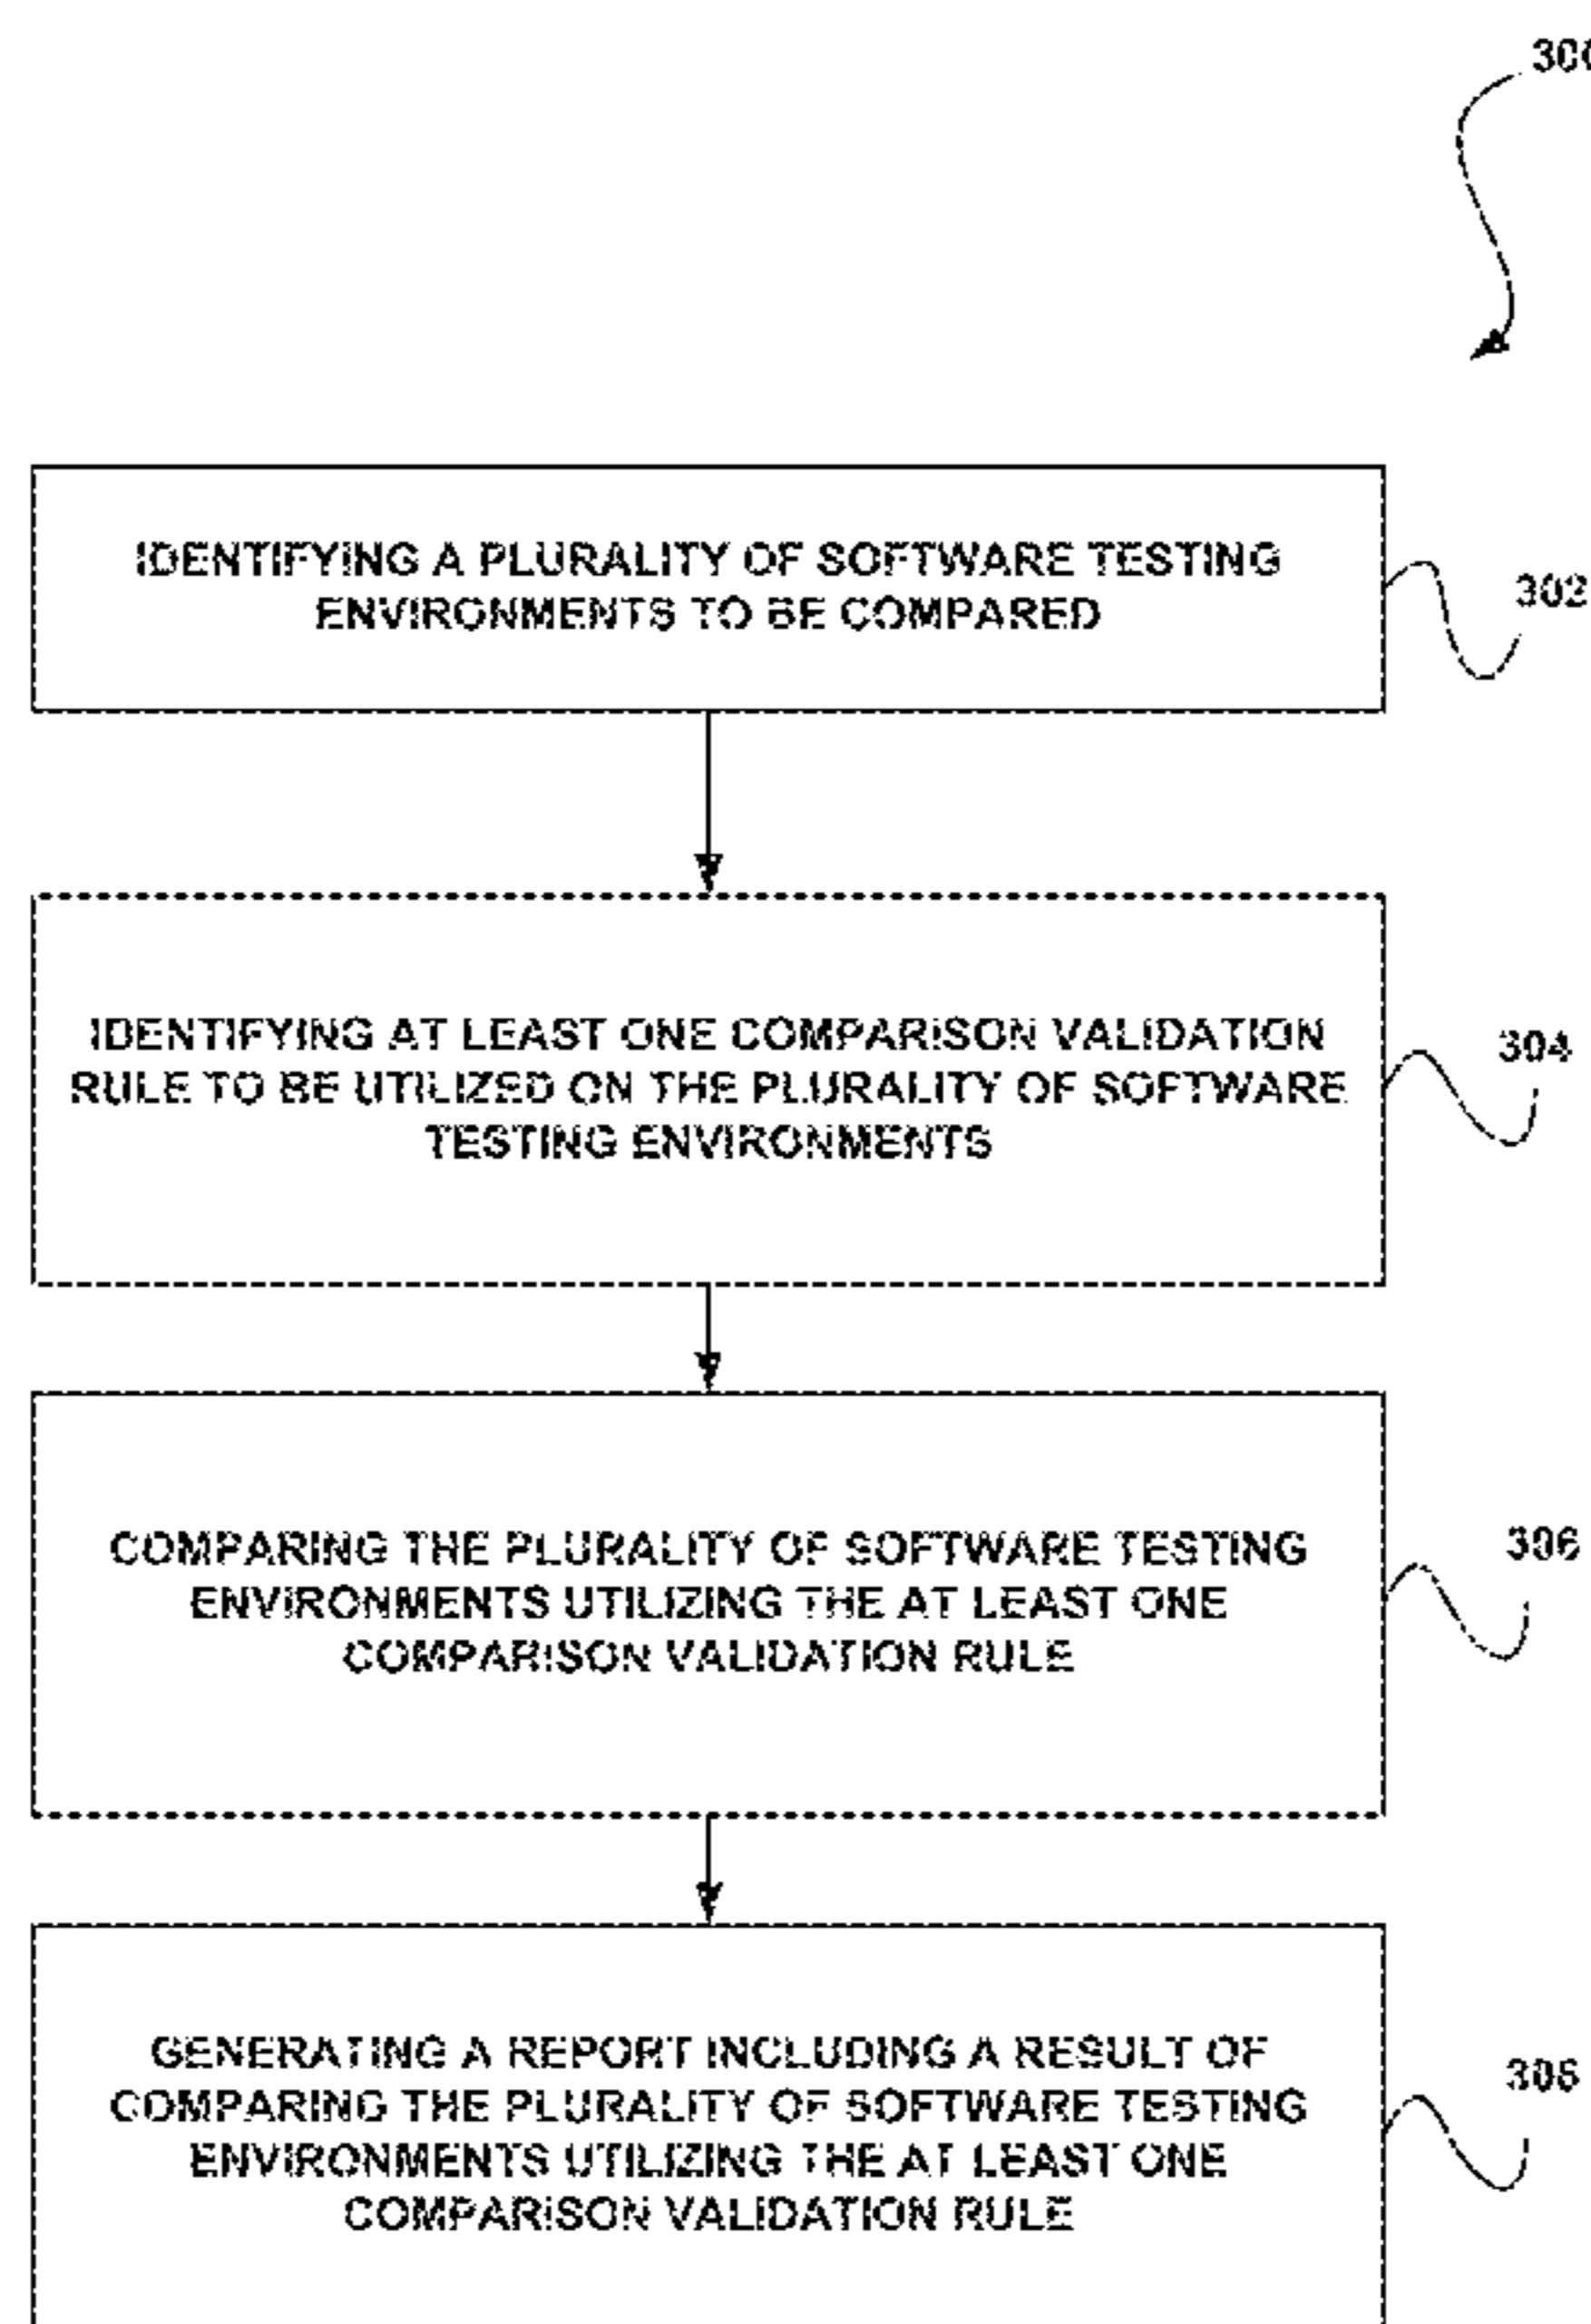 300
IDENTIFYING A PLURALITY OF SOFTWARE TESTING
ENVIRONMENTS TO BE COMPARED
302
IDENTIFYING AT LEAST ONE COMPARISON VALIDATION
RULE TO BE UTILIZED ON THE PLURALITY OF SOFTWARE
TESTING ENVIRONMENTS
304
COMPARING THE PLURALITY OF SOFTWARE TESTING
ENVIRONMENTS UTILIZING THE AT LEAST ONE
COMPARISON VALIDATION RULE
306
GENERATING A REPORT INCLUDING A RESULT OF
COMPARING THE PLURALITY OF SOFTWARE TESTING
ENVIRONMENTS UTILIZING THE AT LEAST ONE
COMPARISON VALIDATION RULE
308